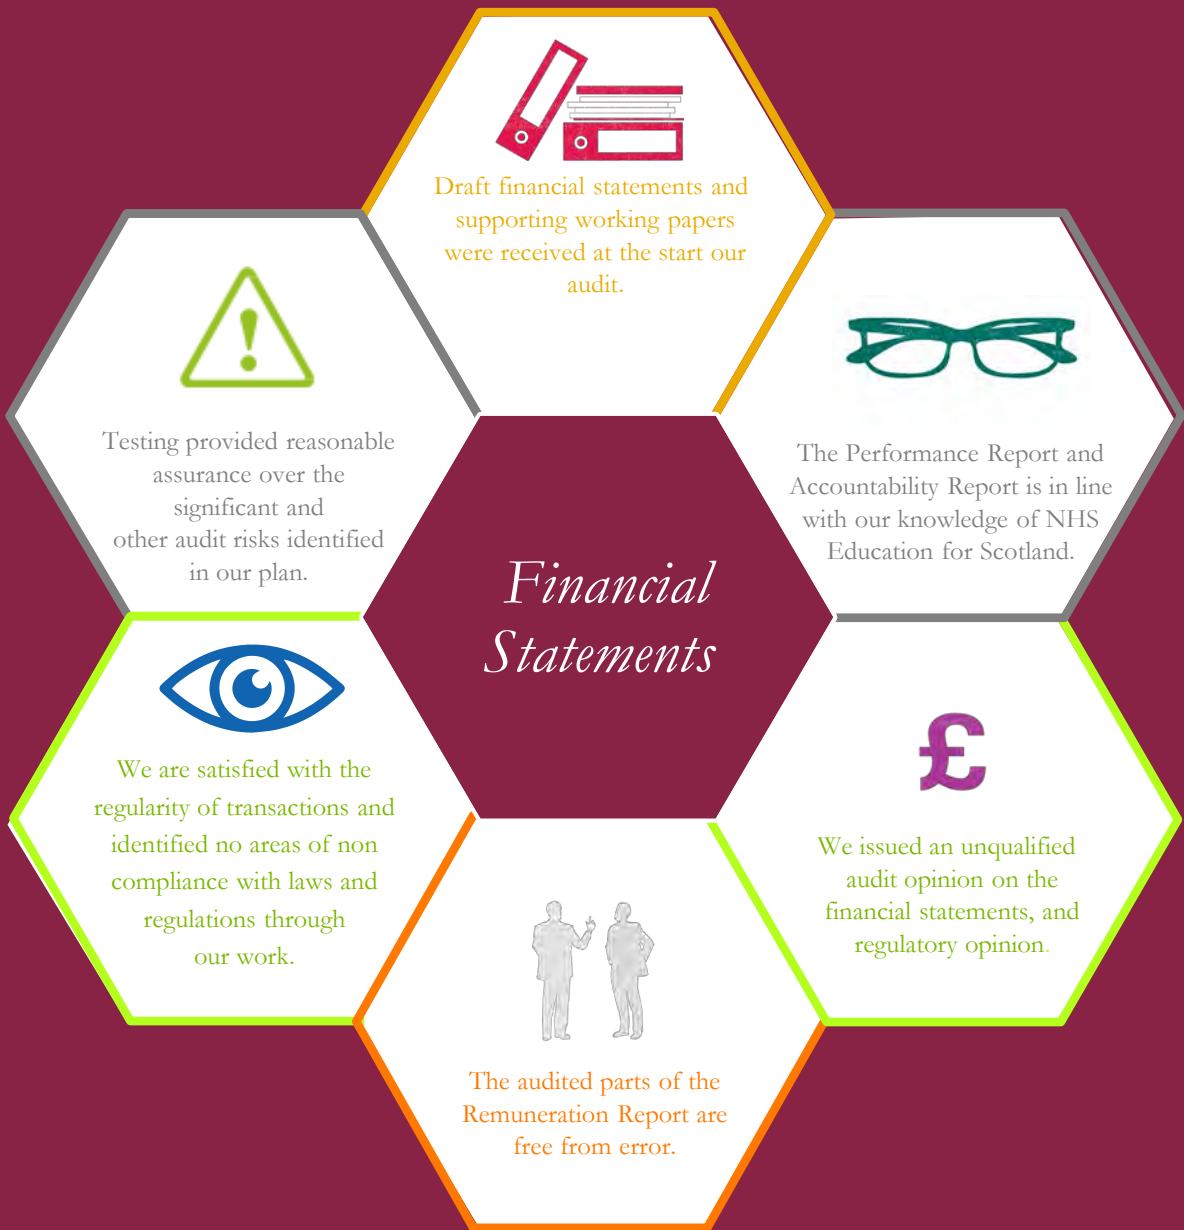 Draft financial statements and
supporting working papers
were received at the start our
audit.
Testing provided reasonable
assurance over the
significant and
other audit risks identified
in our plan.
The Performance Report and
Accountability Report is in line
with our knowledge of NHS
Education for Scotland.
Financial
Statements
We are satisfied with the
regularity of transactions and
identified no areas of non
compliance with laws and
regulations through
our work.
£
We issued an unqualified
audit opinion on the
financial statements, and
regulatory opinion.
The audited parts of the
Remuneration Report are
free from error.